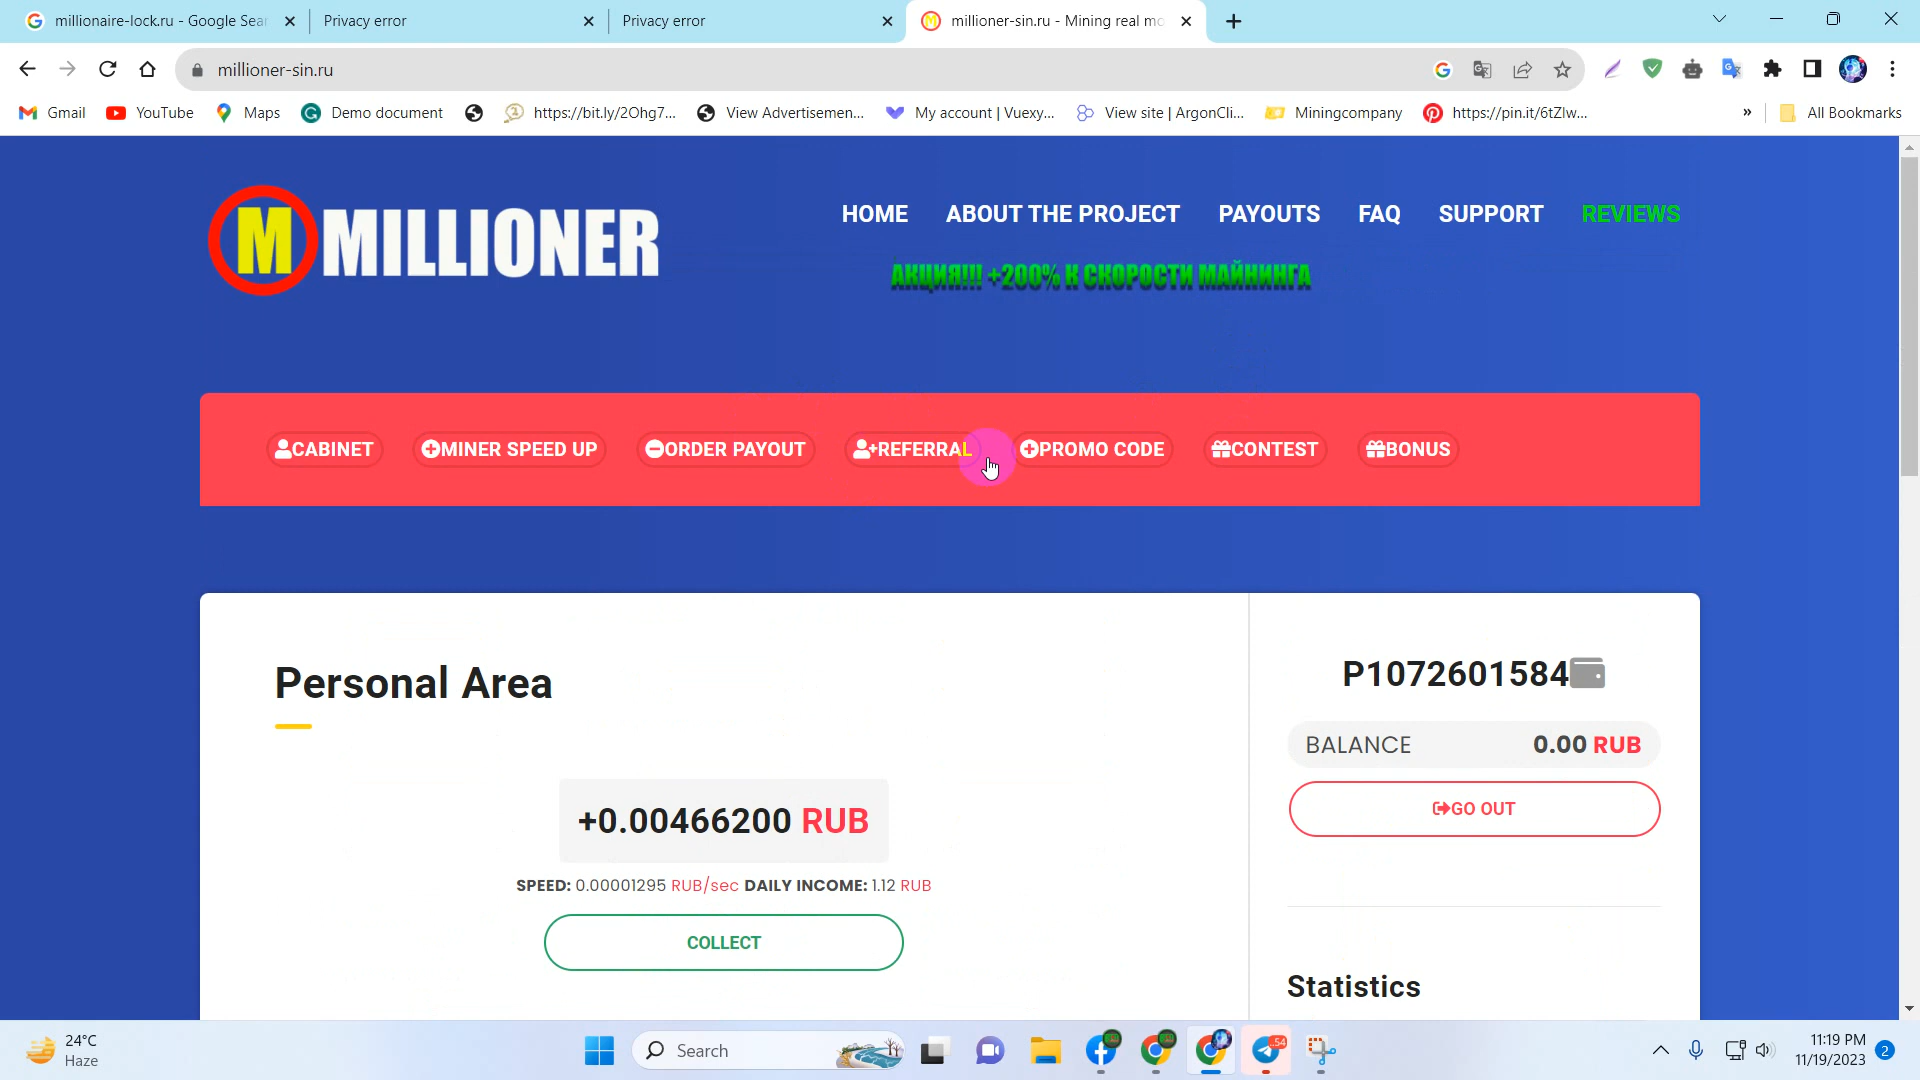 millionaire-lock.ru - Google Sea
Privacy error
Privacy error
millioner-sin.ru - Mining real mo
millioner-sin.ru
Gmail
YouTube
Maps
Demo document
https://bit.ly/2Ohg7...
View Advertisemen...
My account | Vuexy...
View site | ArgonCli...
Miningcompany
https://pin.it/6tZlw...
»
All Bookmarks
M MILLIONER
HOME
ABOUT THE PROJECT
PAYOUTS
FAQ
SUPPORT
REVIEWS
АКЦИЯ!!! +200% К СКОРОСТИ МАЙНИНГА
CABINET
MINER SPEED UP
ORDER PAYOUT
REFERRAL
PROMO CODE
CONTEST
BONUS
Personal Area
P1072601584
BALANCE 0.00 RUB
+0.00466200 RUB
GO OUT
SPEED: 0.00001295 RUB/sec DAILY INCOME: 1.12 RUB
COLLECT
Statistics
24°C
Haze
Search
54
11:19 PM
11/19/2023
2